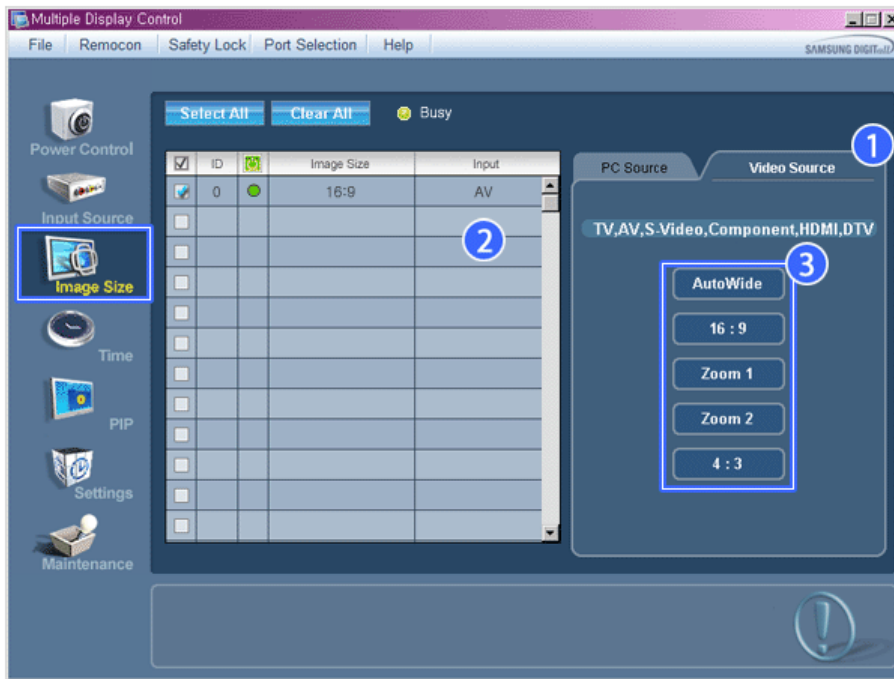 Multiple Display Control
File Remocon Safety Lock Port Selection Help
SAMSUNG DIGITall
Select All Clear All Busy
Power Control
Input Source
Image Size
Time
PIP
Settings
Maintenance
ID Image Size Input
0 16:9 AV
2
1
PC Source Video Source
TV,AV,S-Video,Component,HDMI,DTV
3
AutoWide
16 : 9
Zoom 1
Zoom 2
4 : 3